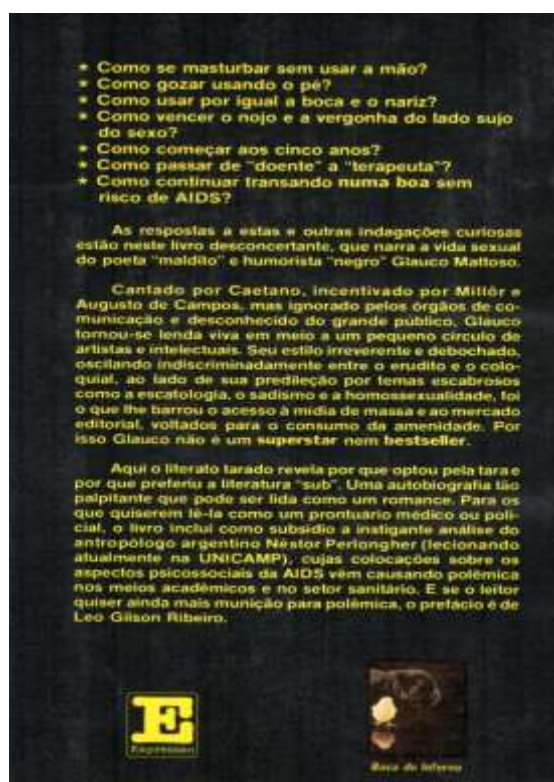 * Como se masturbar sem usar a mão?
* Como gozar usando o pé?
* Como usar por igual a boca e o nariz?
* Como vencer o nojo e a vergonha do lado sujo
do sexo?
* Como começar aos cinco anos?
* Como passar de "doente" a "terapeuta"?
* Como continuar transando numa boa sem
risco de AIDS?
As respostas a estas e outras indagações curiosas
estão neste livro desconcertante, que narra a vida sexual
do poeta "maldito" e humorista "negro" Glauco Mattoso.
Cantado por Caetano, incentivado por Millôr e
Augusto de Campos, mas ignorado pelos órgãos de co-
municação e desconhecido do grande público, Glauco
tornou-se lenda viva em meio a um pequeno círculo de
artistas e intelectuais. Seu estilo irreverente e debochado,
oscilando indiscriminadamente entre o erudito e o colo-
quial, ao lado de sua predileção por temas escabrosos
como a escatologia, o sadismo e a homossexualidade, foi
o que lhe barrou o acesso à mídia de massa e ao mercado
editorial, voltados para o consumo da amenidade. Por
isso Glauco não é um superstar nem bestseller.
Aqui o literato tarado revela por que optou pela tara e
por que preferiu a literatura "sub". Uma autobiografia tão
palpitante que pode ser lida como um romance. Para os
que quiserem lê-la como um prontuário médico ou poli-
cial, o livro inclui como subsídio a instigante análise do
antropólogo argentino Néstor Perlongher (lecionando
atualmente na UNICAMP), cujas colocações sobre os
aspectos psicossociais da AIDS vêm causando polêmica
nos meios acadêmicos e no setor sanitário. E se o leitor
quiser ainda mais munição para polêmica, o prefácio é de
Leo Gilson Ribeiro.
E
Expressão
Boca do Inferno